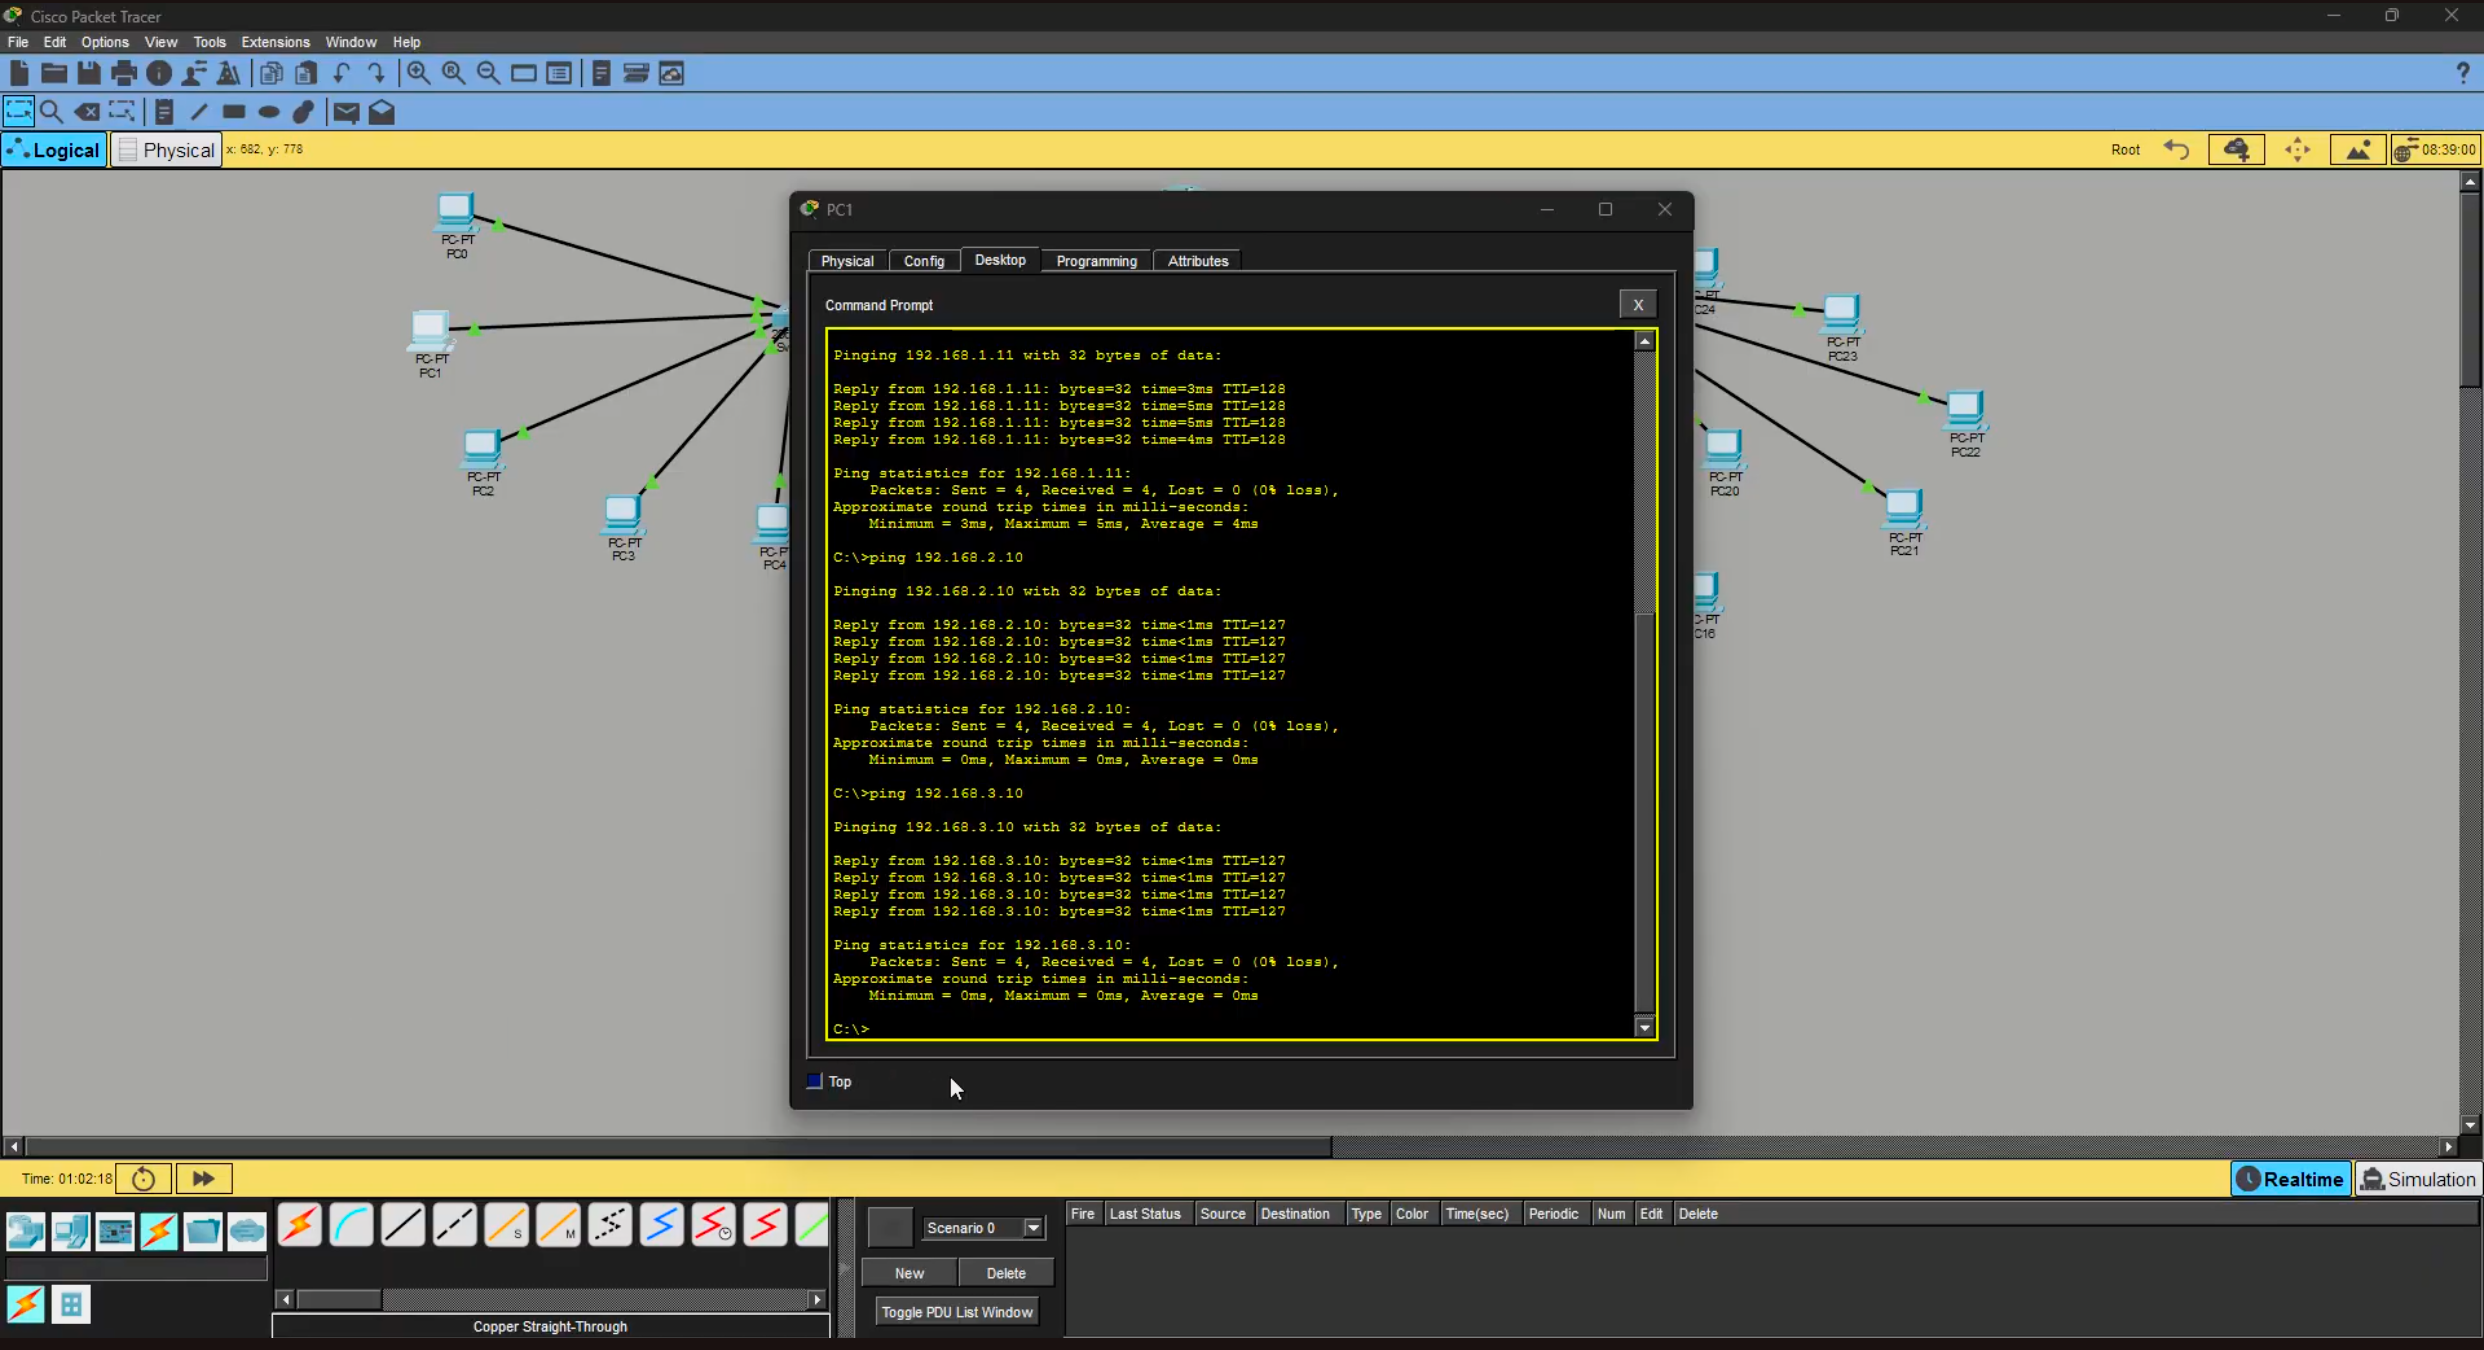 Cisco Packet Tracer
File Edit Options View Tools Extensions Window Help
Logical Physical x: 682, y: 778 Root 08:39:00
PC-PT
PC0
PC-PT
PC1
PC-PT
PC2
PC-PT
PC3
PC4
C24
PC-PT
PC23
PC-PT
PC22
PC-PT
PC20
PC-PT
PC21
C16
PC1
Physical Config Desktop Programming Attributes
Command Prompt X
Pinging 192.168.1.11 with 32 bytes of data:
Reply from 192.168.1.11: bytes=32 time=3ms TTL=128
Reply from 192.168.1.11: bytes=32 time=5ms TTL=128
Reply from 192.168.1.11: bytes=32 time=5ms TTL=128
Reply from 192.168.1.11: bytes=32 time=4ms TTL=128
Ping statistics for 192.168.1.11:
Packets: Sent = 4, Received = 4, Lost = 0 (0% loss),
Approximate round trip times in milli-seconds:
Minimum = 3ms, Maximum = 5ms, Average = 4ms
C:\>ping 192.168.2.10
Pinging 192.168.2.10 with 32 bytes of data:
Reply from 192.168.2.10: bytes=32 time<1ms TTL=127
Reply from 192.168.2.10: bytes=32 time<1ms TTL=127
Reply from 192.168.2.10: bytes=32 time<1ms TTL=127
Reply from 192.168.2.10: bytes=32 time<1ms TTL=127
Ping statistics for 192.168.2.10:
Packets: Sent = 4, Received = 4, Lost = 0 (0% loss),
Approximate round trip times in milli-seconds:
Minimum = 0ms, Maximum = 0ms, Average = 0ms
C:\>ping 192.168.3.10
Pinging 192.168.3.10 with 32 bytes of data:
Reply from 192.168.3.10: bytes=32 time<1ms TTL=127
Reply from 192.168.3.10: bytes=32 time<1ms TTL=127
Reply from 192.168.3.10: bytes=32 time<1ms TTL=127
Reply from 192.168.3.10: bytes=32 time<1ms TTL=127
Ping statistics for 192.168.3.10:
Packets: Sent = 4, Received = 4, Lost = 0 (0% loss),
Approximate round trip times in milli-seconds:
Minimum = 0ms, Maximum = 0ms, Average = 0ms
C:\>
Top
Time: 01:02:18 Realtime Simulation
S M
Copper Straight-Through
Scenario 0
New Delete
Toggle PDU List Window
Fire Last Status Source Destination Type Color Time(sec) Periodic Num Edit Delete